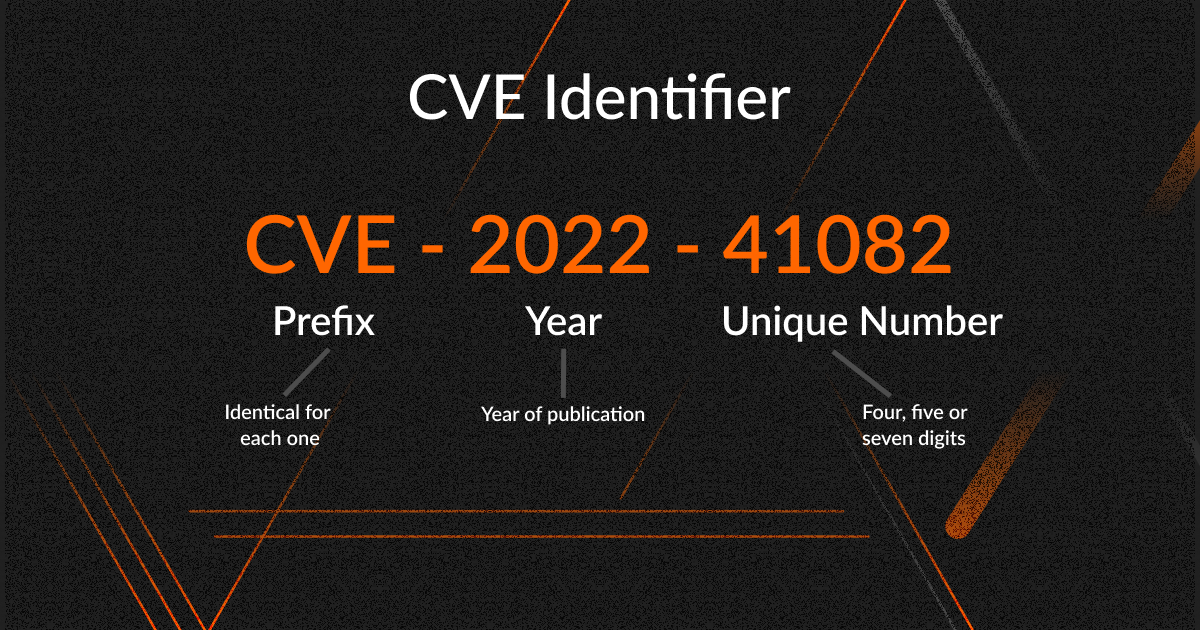 CVE Identifier
CVE - 2022 - 41082
Prefix Year Unique Number
Identical for
each one
Year of publication
Four, five or
seven digits